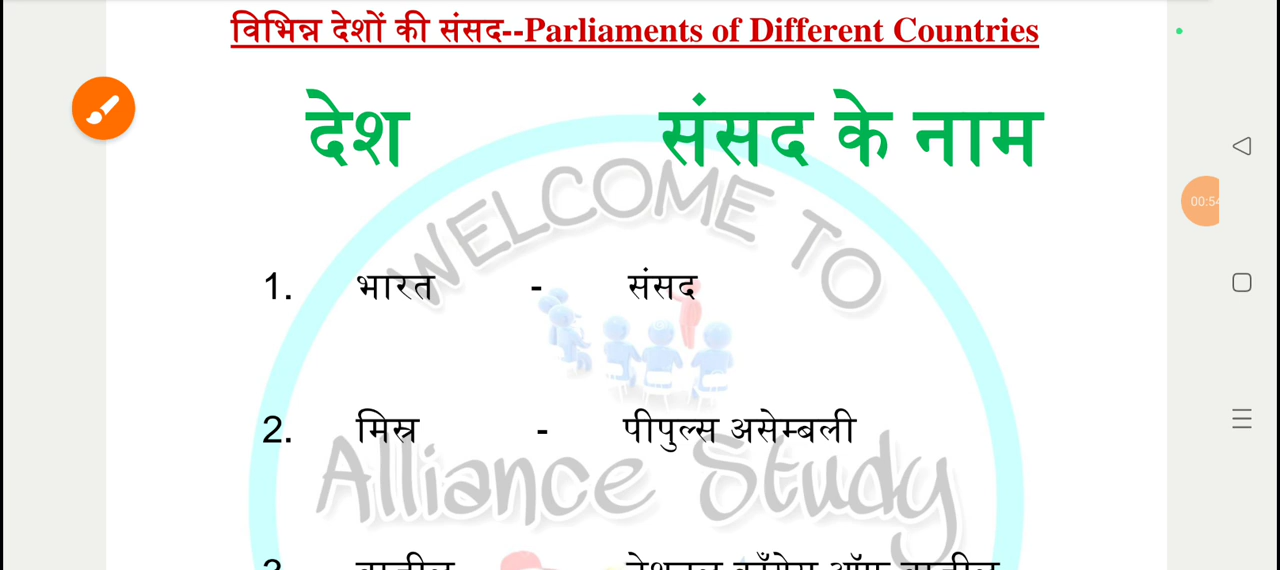 विभिन्न देशों की संसद--Parliaments of Different Countries
देश संसद के नाम
WELCOME TO
1. भारत - संसद
00:54
2. मिस्र - पीपुल्स असेम्बली
Alliance Study